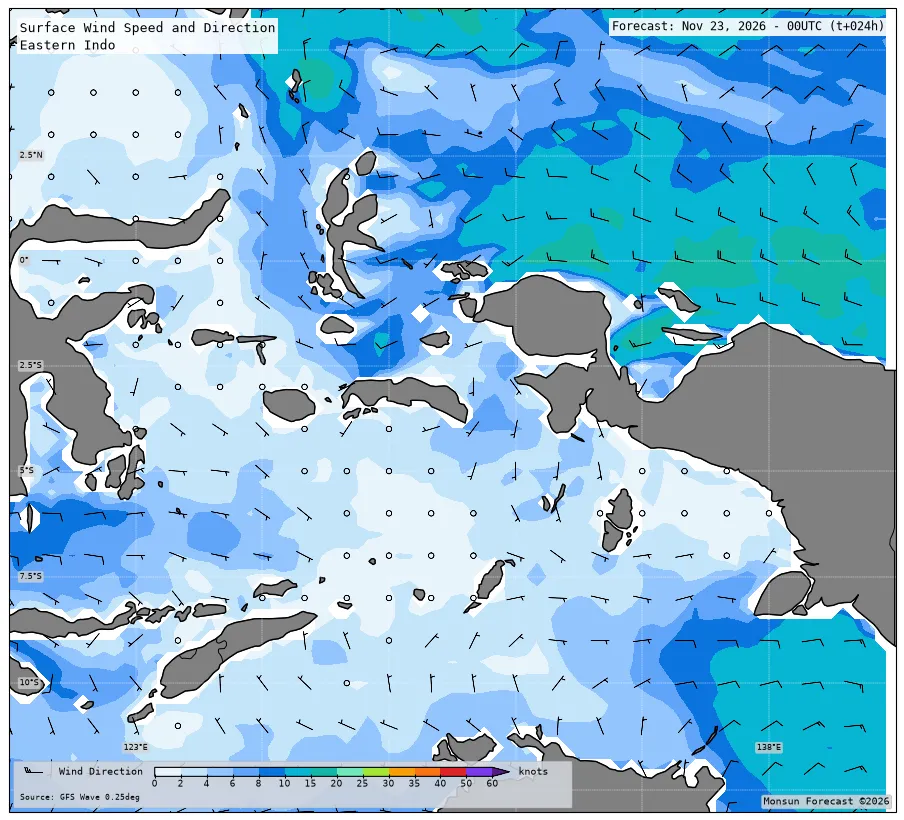 Surface Wind Speed and Direction
Eastern Indo
Forecast: Nov 23, 2026 - 00UTC (t+024h)
2.5°N
0°
2.5°S
5°S
7.5°S
10°S
123°E
138°E
Wind Direction
0 2 4 6 8 10 15 20 25 30 35 40 50 60
knots
Source: GFS Wave 0.25deg
Monsun Forecast ©2026